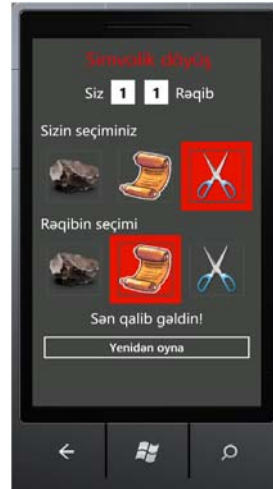 Simvolik döyüş
Siz 1 1 Rəqib
Sizin seçiminiz
Rəqibin seçimi
Sən qalib gəldin!
Yenidən oyna